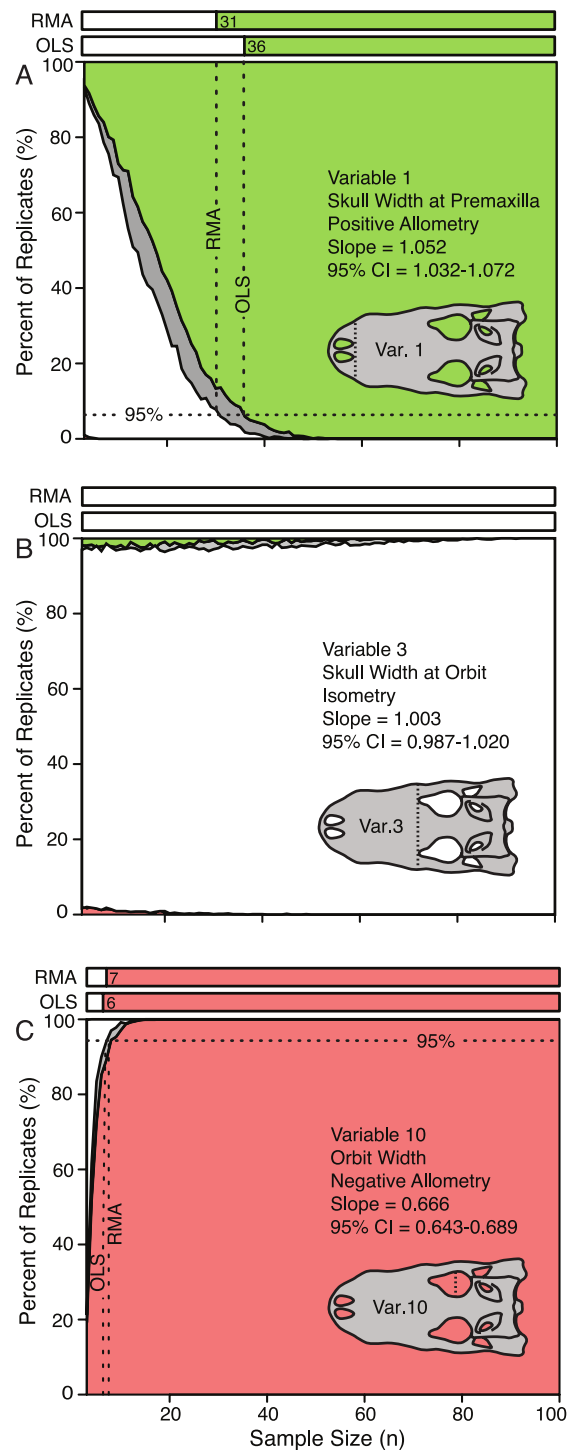 RMA 31
OLS 36
A
100
80
60
40
20
0
Percent of Replicates (%)
RMA
OLS
95%
Variable 1
Skull Width at Premaxilla
Positive Allometry
Slope = 1.052
95% CI = 1.032-1.072
Var. 1
RMA
OLS
B
100
80
60
40
20
0
Percent of Replicates (%)
Variable 3
Skull Width at Orbit
Isometry
Slope = 1.003
95% CI = 0.987-1.020
Var.3
RMA 7
OLS 6
C
100
80
60
40
20
0
Percent of Replicates (%)
95%
OLS
RMA
Variable 10
Orbit Width
Negative Allometry
Slope = 0.666
95% CI = 0.643-0.689
Var.10
20 40 60 80 100
Sample Size (n)